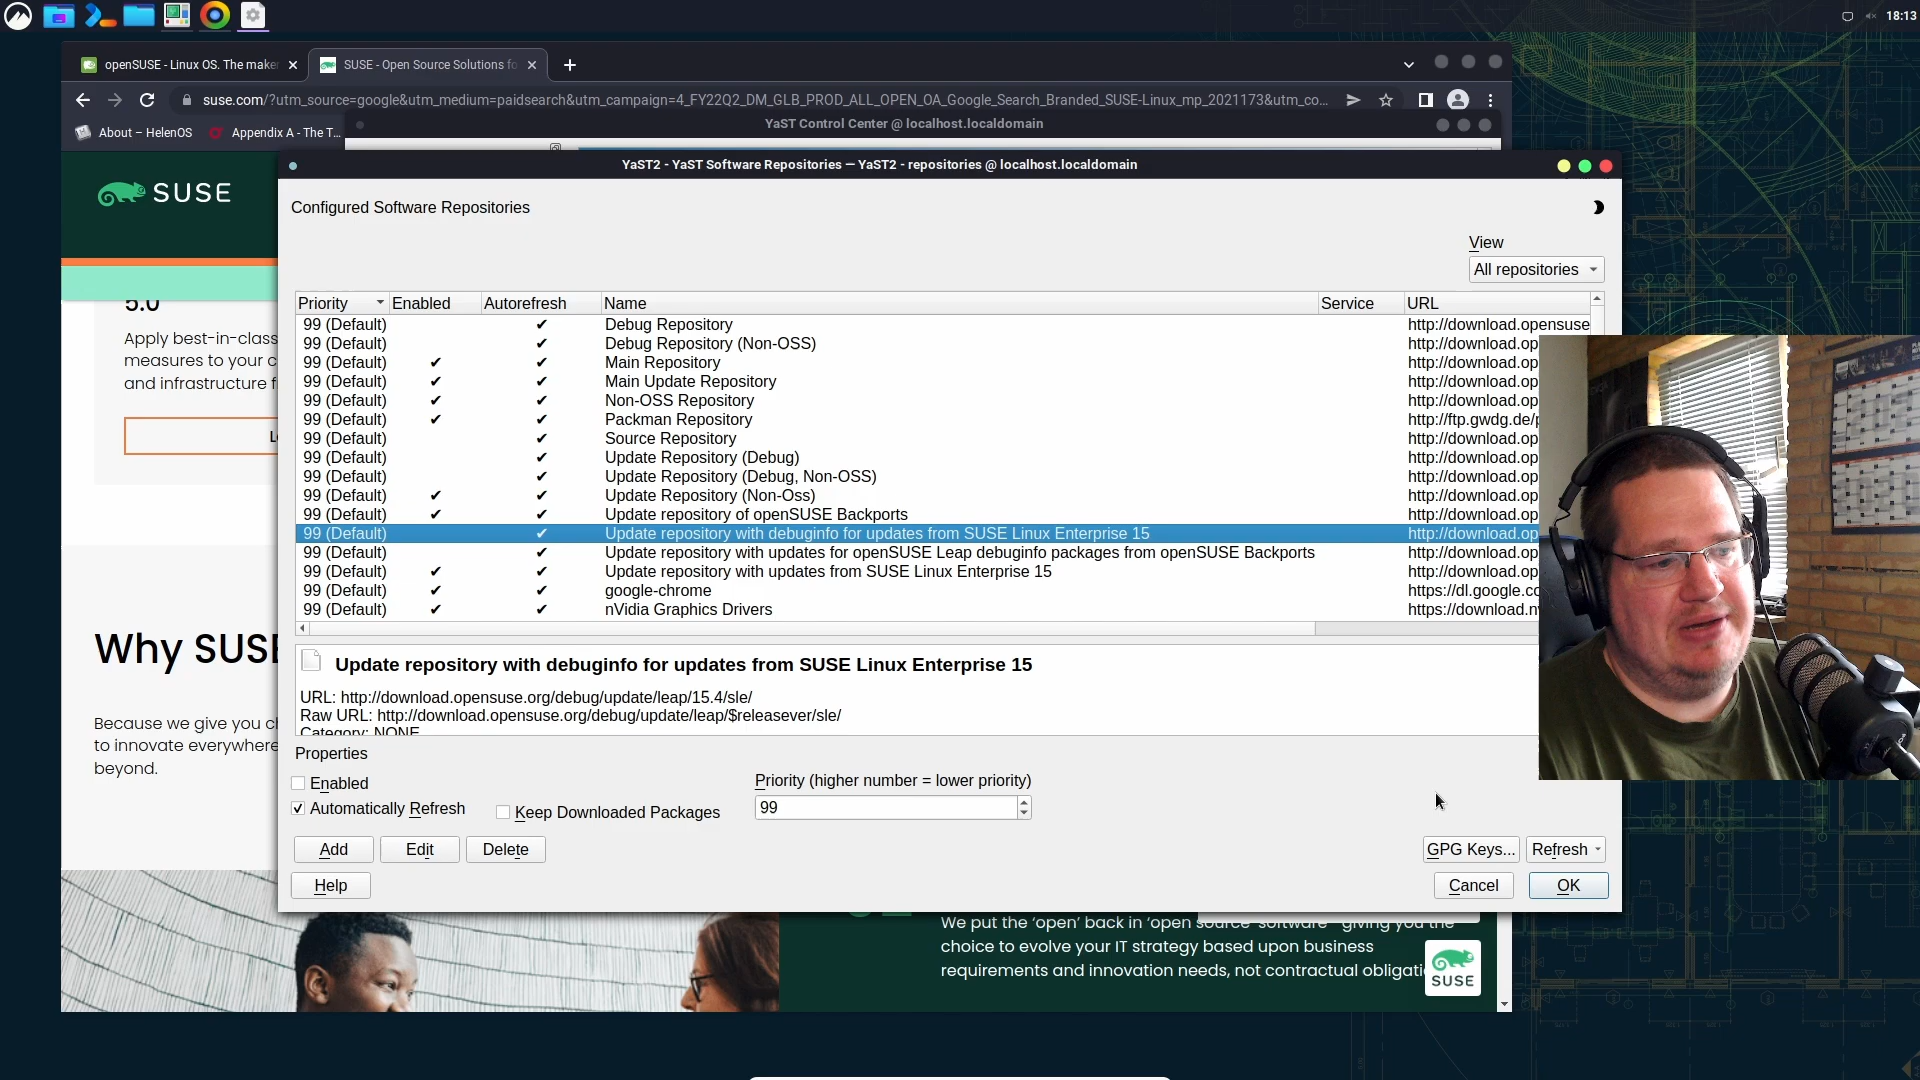 18:13
openSUSE - Linux OS. The make
SUSE - Open Source Solutions fo
suse.com/?utm_source=google&utm_medium=paidsearch&utm_campaign=4_FY22Q2_DM_GLB_PROD_ALL_OPEN_OA_Google_Search_Branded_SUSE-Linux_mp_2021173&utm_co...
About – HelenOS
Appendix A - The T...
YaST Control Center @ localhost.localdomain
YaST2 - YaST Software Repositories — YaST2 - repositories @ localhost.localdomain
SUSE
Configured Software Repositories
View
All repositories
Priority Enabled Autorefresh Name Service URL
99 (Default) ✔ Debug Repository http://download.opensuse
99 (Default) ✔ Debug Repository (Non-OSS) http://download.op
99 (Default) ✔ ✔ Main Repository http://download.op
99 (Default) ✔ ✔ Main Update Repository http://download.op
99 (Default) ✔ ✔ Non-OSS Repository http://download.op
99 (Default) ✔ ✔ Packman Repository http://ftp.gwdg.de/p
99 (Default) ✔ Source Repository http://download.op
99 (Default) ✔ Update Repository (Debug) http://download.op
99 (Default) ✔ Update Repository (Debug, Non-OSS) http://download.op
99 (Default) ✔ ✔ Update Repository (Non-Oss) http://download.op
99 (Default) ✔ ✔ Update repository of openSUSE Backports http://download.op
99 (Default) ✔ Update repository with debuginfo for updates from SUSE Linux Enterprise 15 http://download.op
99 (Default) ✔ Update repository with updates for openSUSE Leap debuginfo packages from openSUSE Backports http://download.op
99 (Default) ✔ ✔ Update repository with updates from SUSE Linux Enterprise 15 http://download.op
99 (Default) ✔ ✔ google-chrome https://dl.google.co
99 (Default) ✔ ✔ nVidia Graphics Drivers https://download.nv
Update repository with debuginfo for updates from SUSE Linux Enterprise 15
URL: http://download.opensuse.org/debug/update/leap/15.4/sle/
Raw URL: http://download.opensuse.org/debug/update/leap/$releasever/sle/
Category: NONE
Properties
Enabled
Automatically Refresh
Keep Downloaded Packages
Priority (higher number = lower priority)
99
Add
Edit
Delete
GPG Keys...
Refresh
Help
Cancel
OK
5.0
Apply best-in-class
measures to your c
and infrastructure f
Why SUSE
Because we give you ch
to innovate everywhere
beyond.
We put the ‘open’ back in ‘open source’ software – giving you the
choice to evolve your IT strategy based upon business
requirements and innovation needs, not contractual obligati
SUSE